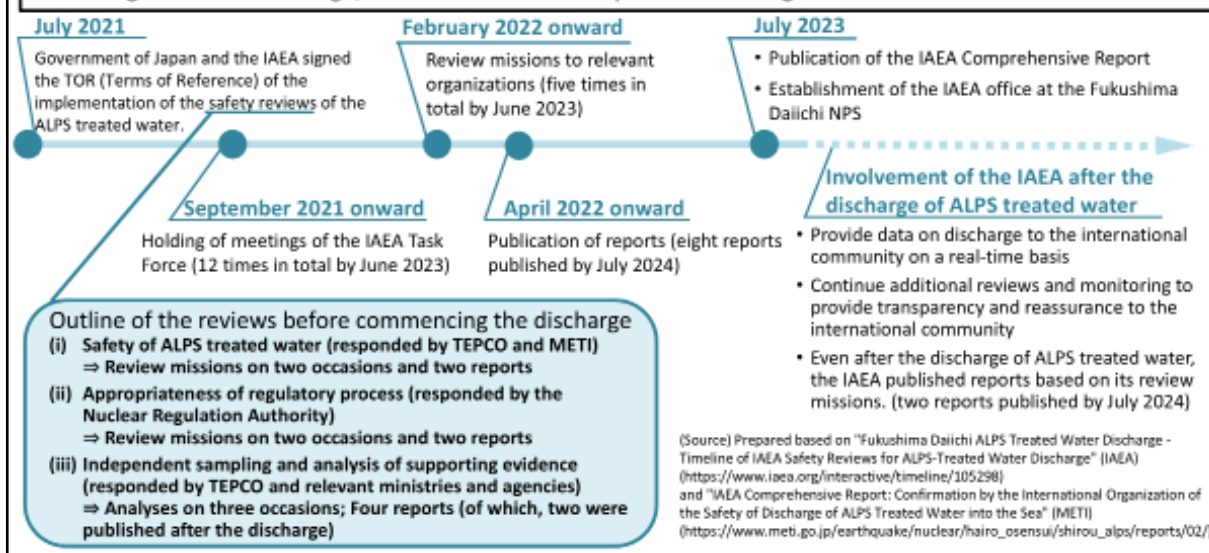 July 2021
Government of Japan and the IAEA signed
the TOR (Terms of Reference) of the
implementation of the safety reviews of the
ALPS treated water.
February 2022 onward
Review missions to relevant
organizations (five times in
total by June 2023)
July 2023
• Publication of the IAEA Comprehensive Report
• Establishment of the IAEA office at the Fukushima
Daiichi NPS
September 2021 onward
Holding of meetings of the IAEA Task
Force (12 times in total by June 2023)
April 2022 onward
Publication of reports (eight reports
published by July 2024)
Involvement of the IAEA after the
discharge of ALPS treated water
• Provide data on discharge to the international
community on a real-time basis
• Continue additional reviews and monitoring to
provide transparency and reassurance to the
international community
• Even after the discharge of ALPS treated water,
the IAEA published reports based on its review
missions. (two reports published by July 2024)
Outline of the reviews before commencing the discharge
(i) Safety of ALPS treated water (responded by TEPCO and METI)
⇒ Review missions on two occasions and two reports
(ii) Appropriateness of regulatory process (responded by the
Nuclear Regulation Authority)
⇒ Review missions on two occasions and two reports
(iii) Independent sampling and analysis of supporting evidence
(responded by TEPCO and relevant ministries and agencies)
⇒ Analyses on three occasions; Four reports (of which, two were
published after the discharge)
(Source) Prepared based on "Fukushima Daiichi ALPS Treated Water Discharge -
Timeline of IAEA Safety Reviews for ALPS-Treated Water Discharge" (IAEA)
(https://www.iaea.org/interactive/timeline/105298)
and "IAEA Comprehensive Report: Confirmation by the International Organization of
the Safety of Discharge of ALPS Treated Water into the Sea" (METI)
(https://www.meti.go.jp/earthquake/nuclear/hairo_osensui/shirou_alps/reports/02/